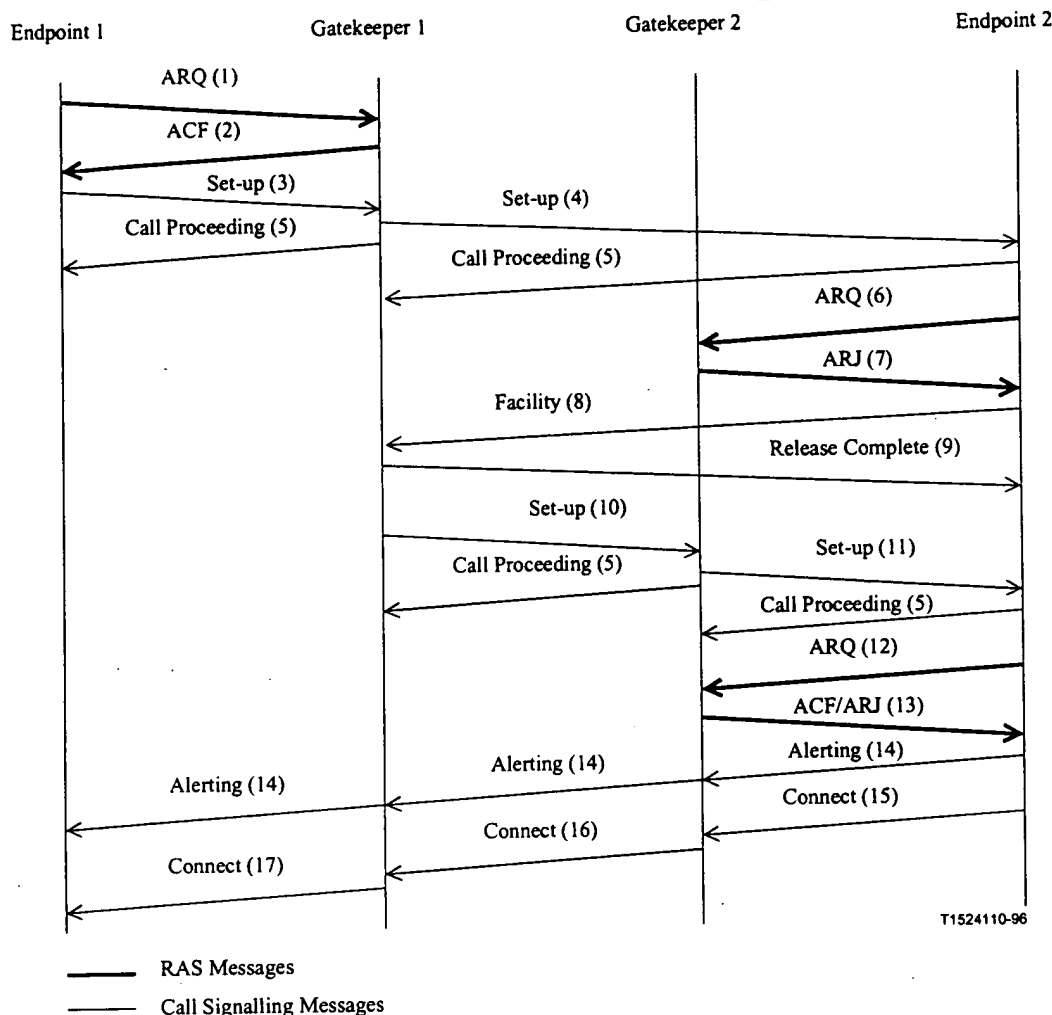 Endpoint 1
Gatekeeper 1
Gatekeeper 2
Endpoint 2
ARQ (1)
ACF (2)
Set-up (3)
Set-up (4)
Call Proceeding (5)
Call Proceeding (5)
ARQ (6)
ARJ (7)
Facility (8)
Release Complete (9)
Set-up (10)
Set-up (11)
Call Proceeding (5)
Call Proceeding (5)
ARQ (12)
ACF/ARJ (13)
Alerting (14)
Alerting (14)
Alerting (14)
Connect (15)
Connect (16)
Connect (17)
T1524110-96
RAS Messages
Call Signalling Messages